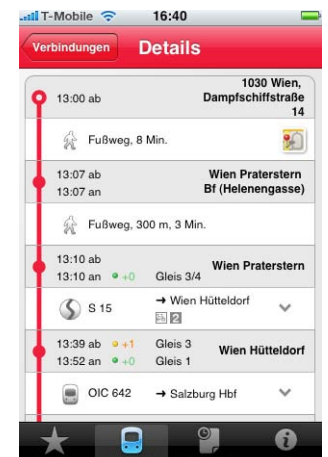 T-Mobile 16:40
Verbindungen Details
13:00 ab 1030 Wien,
Dampfschiffstraße
14
Fußweg, 8 Min.
13:07 ab Wien Praterstern
13:07 an Bf (Helenengasse)
Fußweg, 300 m, 3 Min.
13:10 ab Wien Praterstern
13:10 an +0 Gleis 3/4
S 15 → Wien Hütteldorf
2
13:39 ab +1 Gleis 3 Wien Hütteldorf
13:52 an +0 Gleis 1
OIC 642 → Salzburg Hbf